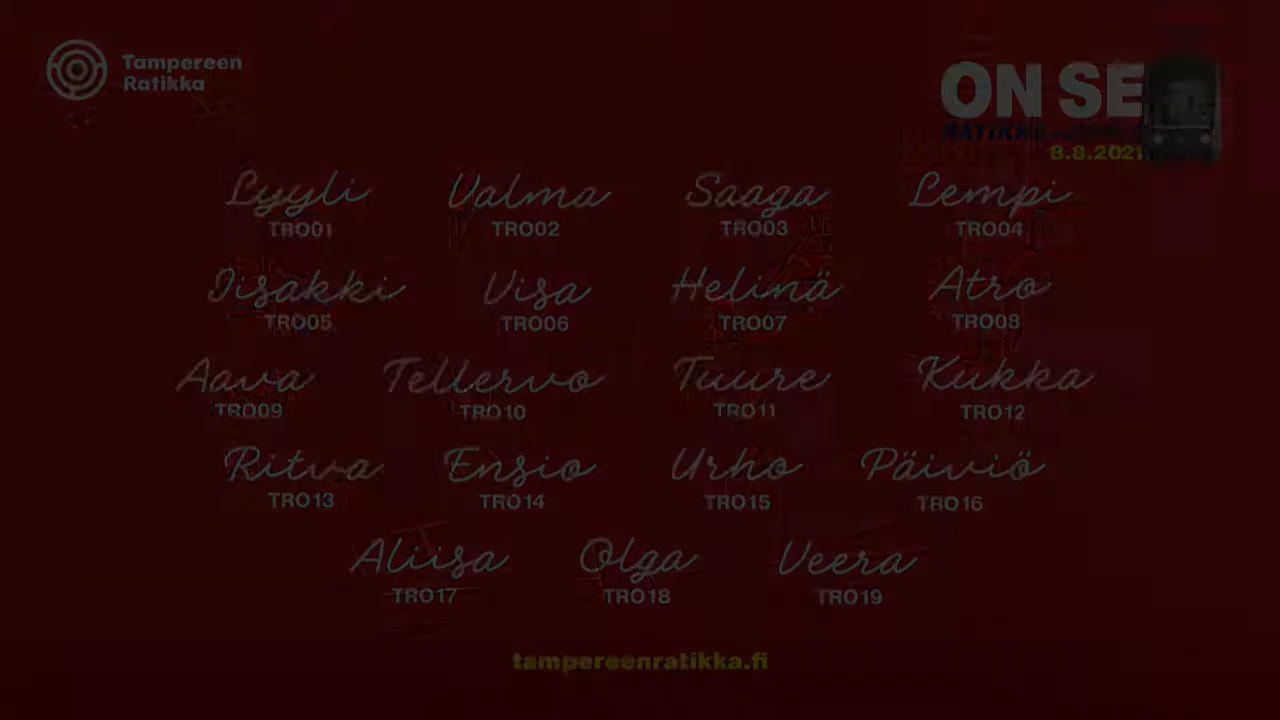 Tampereen
Ratikka
ON SE
8.8.2021
Lyyli Valma Saaga Lempi
TRO01 TRO02 TRO03 TRO04
Iisakki Visa Helinä Atro
TRO05 TRO06 TRO07 TRO08
Aava Tellervo Tuure Kukka
TRO09 TRO10 TRO11 TRO12
Ritva Ensio Urho Päiviö
TRO13 TRO14 TRO15 TRO16
Aliisa Olga Veera
TRO17 TRO18 TRO19
tampereenratikka.fi